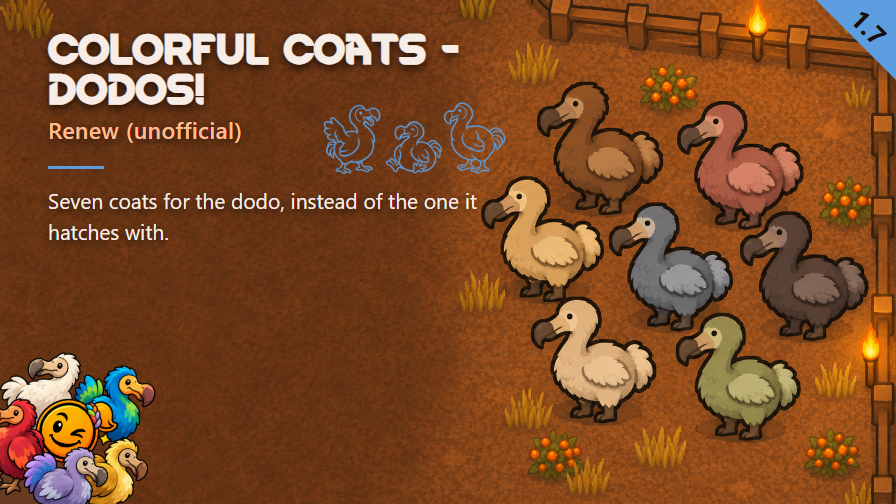 COLORFUL COATS -
DODOS!
Renew (unofficial)
Seven coats for the dodo, instead of the one it
hatches with.
1.7